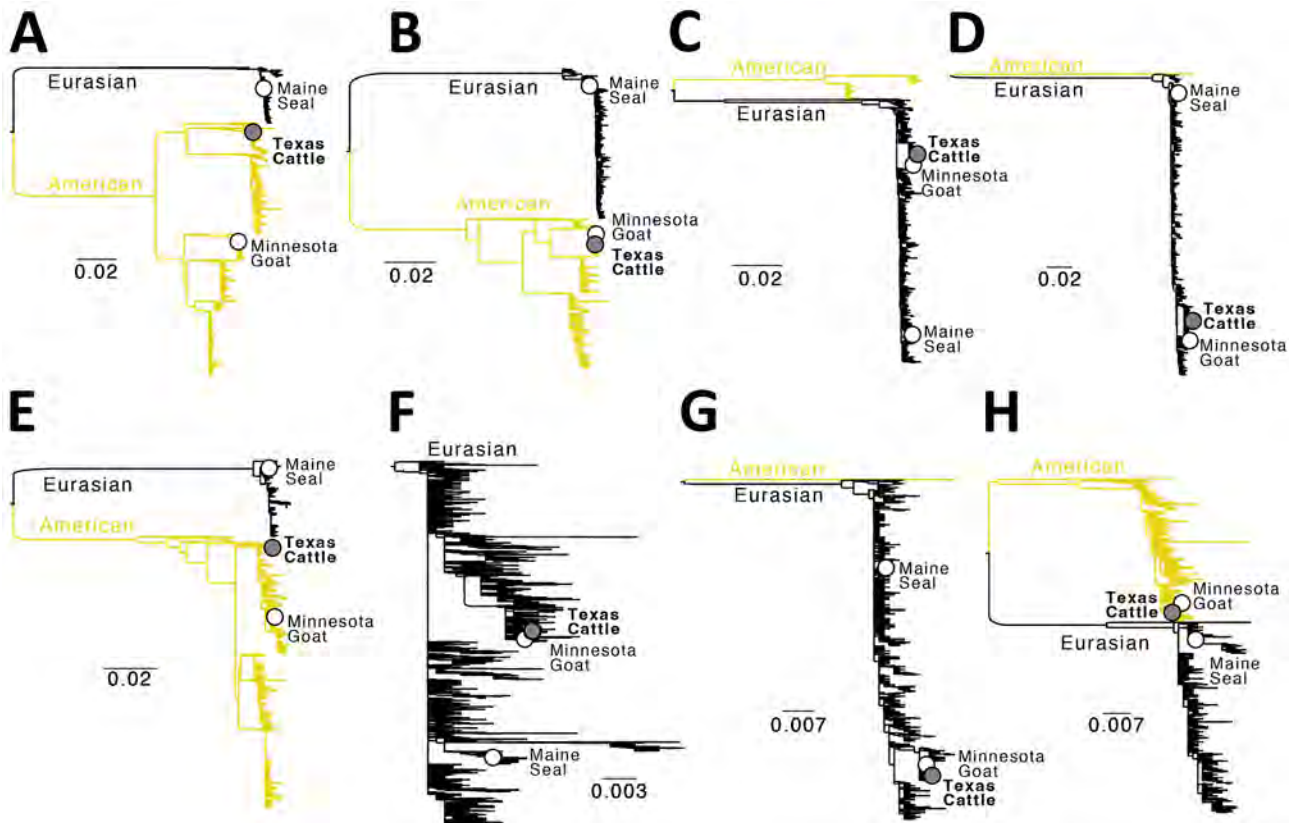 A
Eurasian
Maine
Seal
Texas
Cattle
American
Minnesota
Goat
0.02
B
Eurasian
Maine
Seal
American
Minnesota
Goat
Texas
Cattle
0.02
C
American
Eurasian
Texas
Cattle
Minnesota
Goat
0.02
Maine
Seal
D
American
Eurasian
Maine
Seal
0.02
Texas
Cattle
Minnesota
Goat
E
Maine
Seal
Eurasian
American
Texas
Cattle
Minnesota
Goat
0.02
F
Eurasian
Texas
Cattle
Minnesota
Goat
Maine
Seal
0.003
G
American
Eurasian
Maine
Seal
0.007
Minnesota
Goat
Texas
Cattle
H
American
Minnesota
Goat
Texas
Cattle
Eurasian
Maine
Seal
0.007